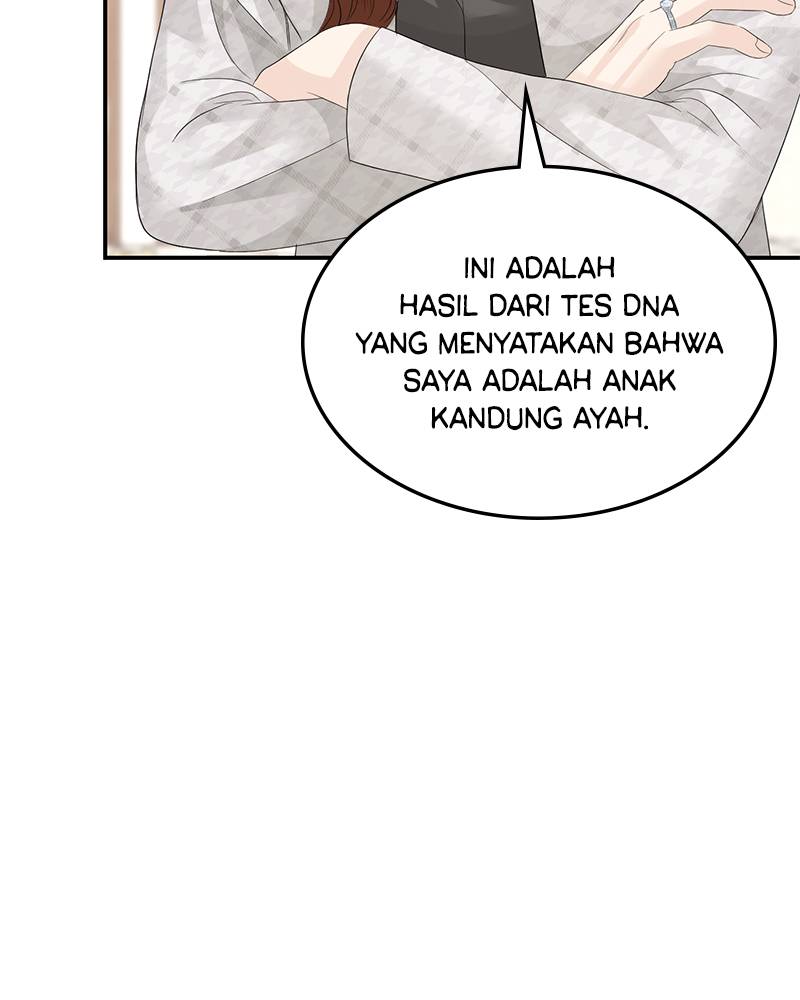 INI ADALAH
HASIL DARI TES DNA
YANG MENYATAKAN BAHWA
SAYA ADALAH ANAK
KANDUNG AYAH.